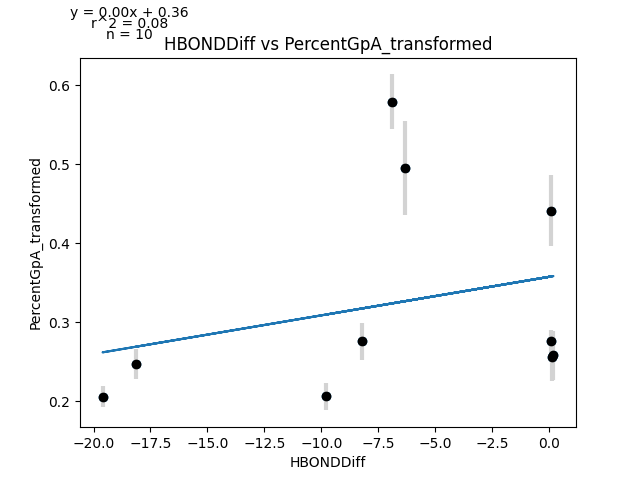 y = 0.00x + 0.36
r^2 = 0.08
n = 10
HBONDDiff vs PercentGpA_transformed
0.6
0.5
0.4
0.3
0.2
PercentGpA_transformed
−20.0 −17.5 −15.0 −12.5 −10.0 −7.5 −5.0 −2.5 0.0
HBONDDiff